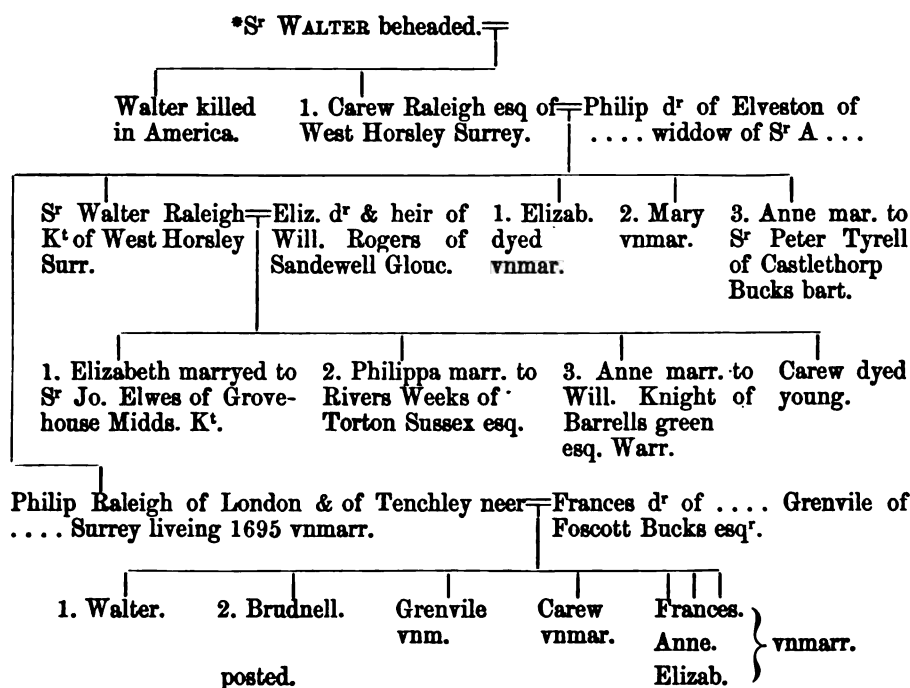 *Sʳ WALTER beheaded.
Walter killed
in America.
1. Carew Raleigh esq of
West Horsley Surrey.
Philip dʳ of Elveston of
.... widdow of Sʳ A ...
Sʳ Walter Raleigh
Kᵗ of West Horsley
Surr.
Eliz. dʳ & heir of
Will. Rogers of
Sandewell Glouc.
1. Elizab.
dyed
vnmar.
2. Mary
vnmar.
3. Anne mar. to
Sʳ Peter Tyrell
of Castlethorp
Bucks bart.
1. Elizabeth marryed to
Sʳ Jo. Elwes of Grove-
house Midds. Kᵗ.
2. Philippa marr. to
Rivers Weeks of
Torton Sussex esq.
3. Anne marr. to
Will. Knight of
Barrells green
esq. Warr.
Carew dyed
young.
Philip Raleigh of London & of Tenchley neer
.... Surrey liveing 1695 vnmarr.
Frances dʳ of .... Grenvile of
Foscott Bucks esqʳ.
1. Walter.
2. Brudnell.
posted.
Grenvile
vnm.
Carew
vnmar.
Frances.
Anne.
Elizab.
vnmarr.